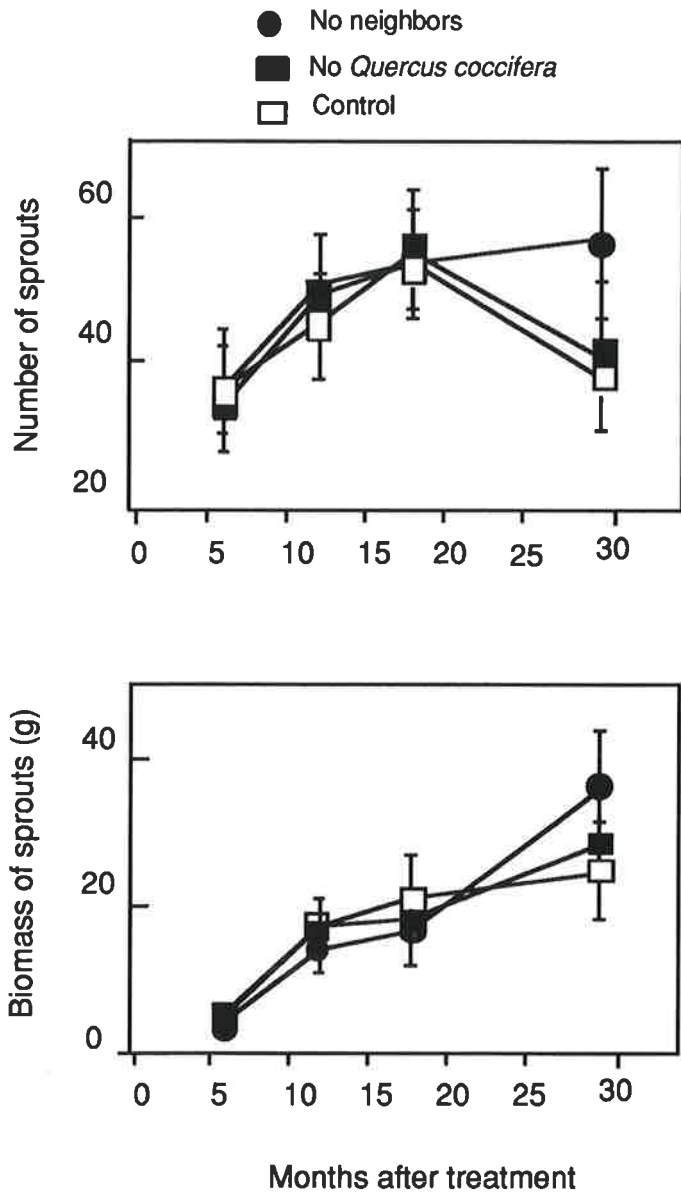 No neighbors
No Quercus coccifera
Control
Number of sprouts
60
40
20
0 5 10 15 20 25 30
Biomass of sprouts (g)
40
20
0
0 5 10 15 20 25 30
Months after treatment